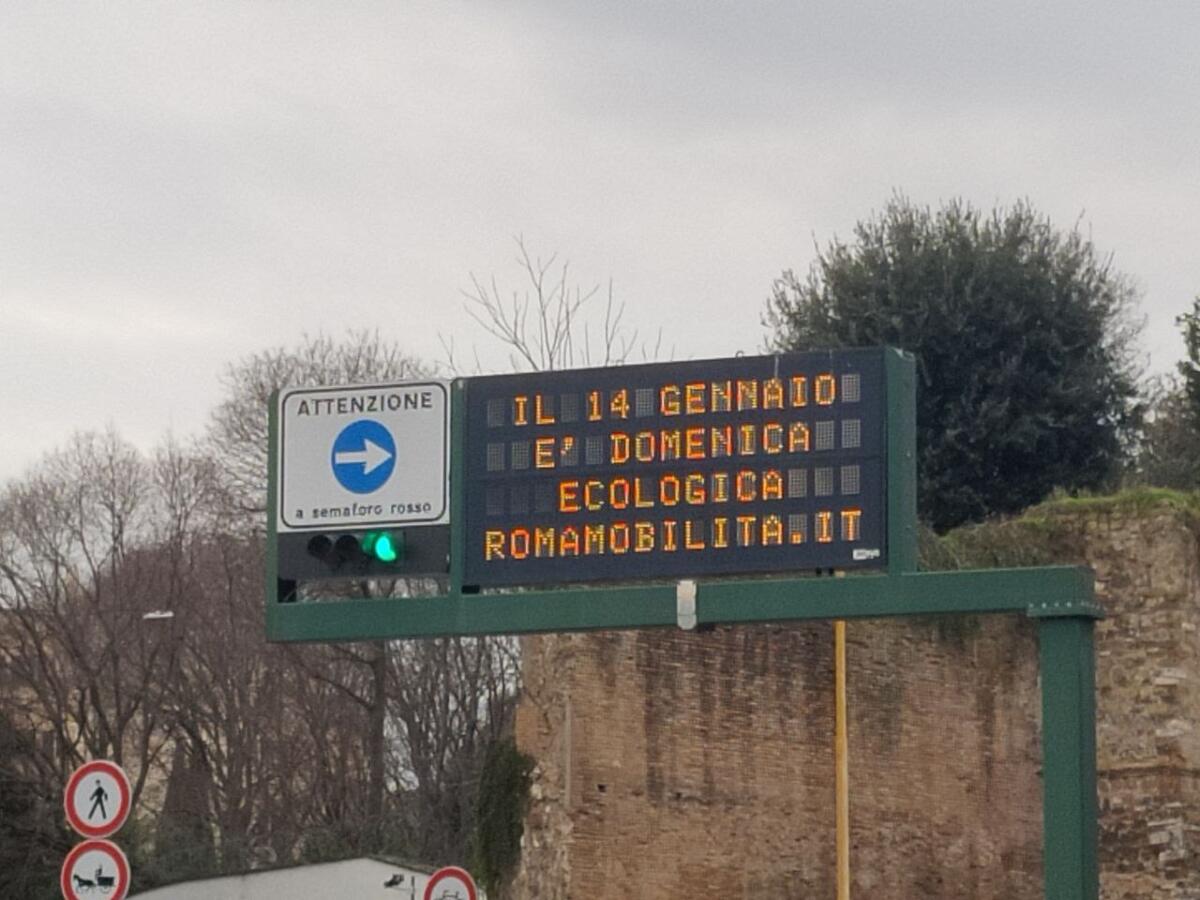 ATTENZIONE
a semaforo rosso
IL 14 GENNAIO
E' DOMENICA
ECOLOGICA
ROMAMOBILITA.IT